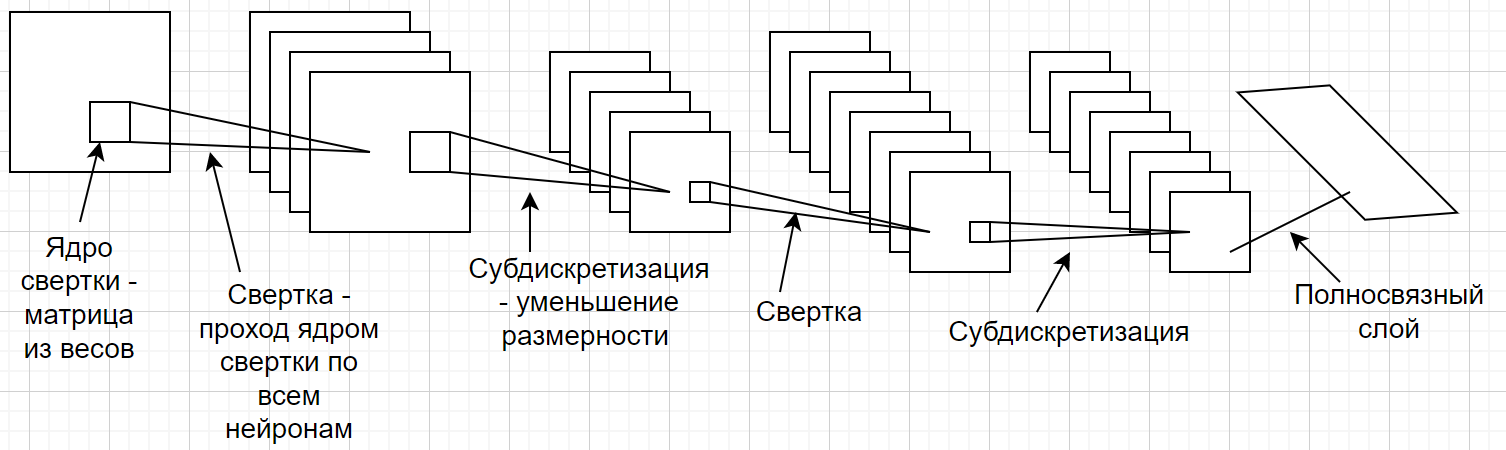 Ядро
свертки -
матрица
из весов
Свертка -
проход ядром
свертки по
всем
нейронам
Субдискретизация
- уменьшение
размерности
Свертка
Субдискретизация
Полносвязный
слой